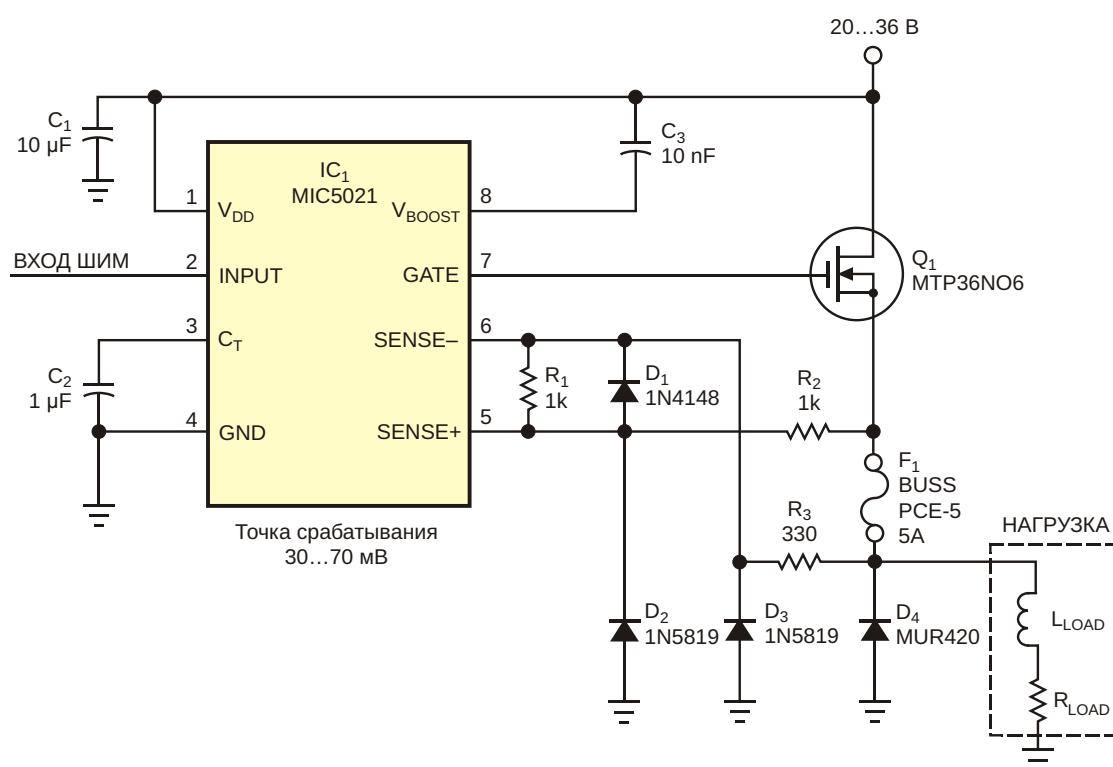 20…36 В
C1
10 µF
C3
10 nF
IC1
MIC5021
1
VDD
VBOOST
8
ВХОД ШИМ
2
INPUT
GATE
7
Q1
MTP36NO6
3
CT
SENSE–
6
C2
1 µF
R1
1k
D1
1N4148
R2
1k
4
GND
SENSE+
5
F1
BUSS
PCE-5
5A
Точка срабатывания
30…70 мВ
R3
330
НАГРУЗКА
D2
1N5819
D3
1N5819
D4
MUR420
LLOAD
RLOAD